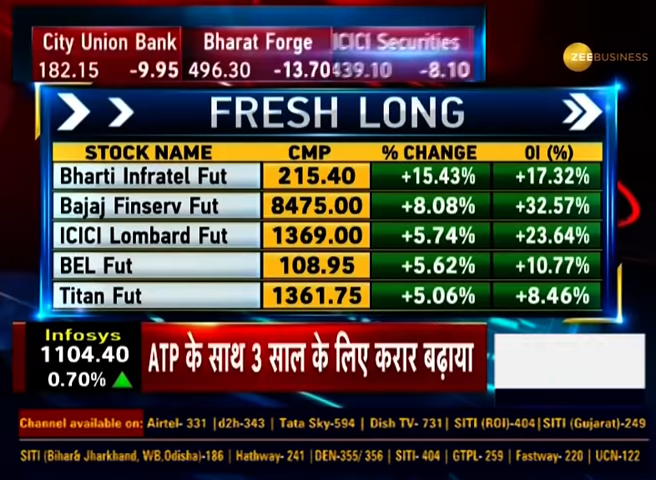 City Union Bank Bharat Forge ICICI Securities
182.15 -9.95 496.30 -13.70 439.10 -8.10
ZEE BUSINESS
FRESH LONG
STOCK NAME CMP % CHANGE OI (%)
Bharti Infratel Fut 215.40 +15.43% +17.32%
Bajaj Finserv Fut 8475.00 +8.08% +32.57%
ICICI Lombard Fut 1369.00 +5.74% +23.64%
BEL Fut 108.95 +5.62% +10.77%
Titan Fut 1361.75 +5.06% +8.46%
Infosys
1104.40
0.70%
ATP के साथ 3 साल के लिए करार बढ़ाया
Channel available on: Airtel- 331 |d2h-343 | Tata Sky-594 | Dish TV- 731| SITI (ROI)-404|SITI (Gujarat)-249
SITI (Bihar& Jharkhand, WB,Odisha)-186 | Hathway- 241 |DEN-355/ 356 | SITI- 404 | GTPL- 259 | Fastway- 220 | UCN-122